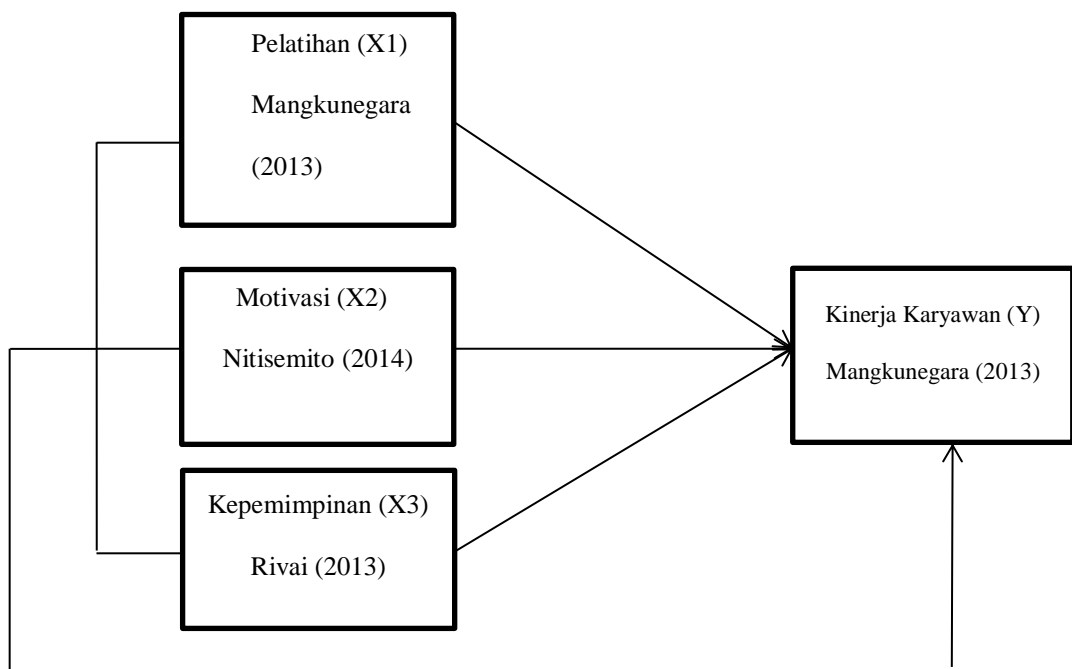 Pelatihan (X1)
Mangkunegara
(2013)
Motivasi (X2)
Nitisemito (2014)
Kepemimpinan (X3)
Rivai (2013)
Kinerja Karyawan (Y)
Mangkunegara (2013)